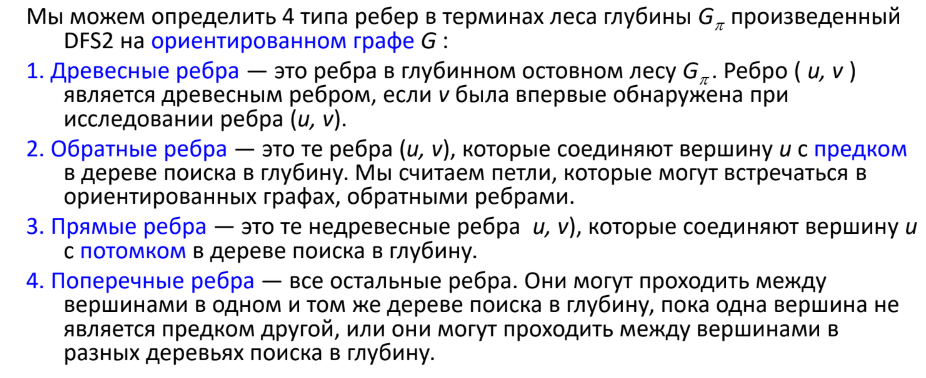 Мы можем определить 4 типа ребер в терминах леса глубины Gπ произведенный
DFS2 на ориентированном графе G :
1. Древесные ребра — это ребра в глубинном остовном лесу Gπ. Ребро ( u, v )
является древесным ребром, если v была впервые обнаружена при
исследовании ребра (u, v).
2. Обратные ребра — это те ребра (u, v), которые соединяют вершину u с предком
в дереве поиска в глубину. Мы считаем петли, которые могут встречаться в
ориентированных графах, обратными ребрами.
3. Прямые ребра — это те недревесные ребра u, v), которые соединяют вершину u
с потомком в дереве поиска в глубину.
4. Поперечные ребра — все остальные ребра. Они могут проходить между
вершинами в одном и том же дереве поиска в глубину, пока одна вершина не
является предком другой, или они могут проходить между вершинами в
разных деревьях поиска в глубину.